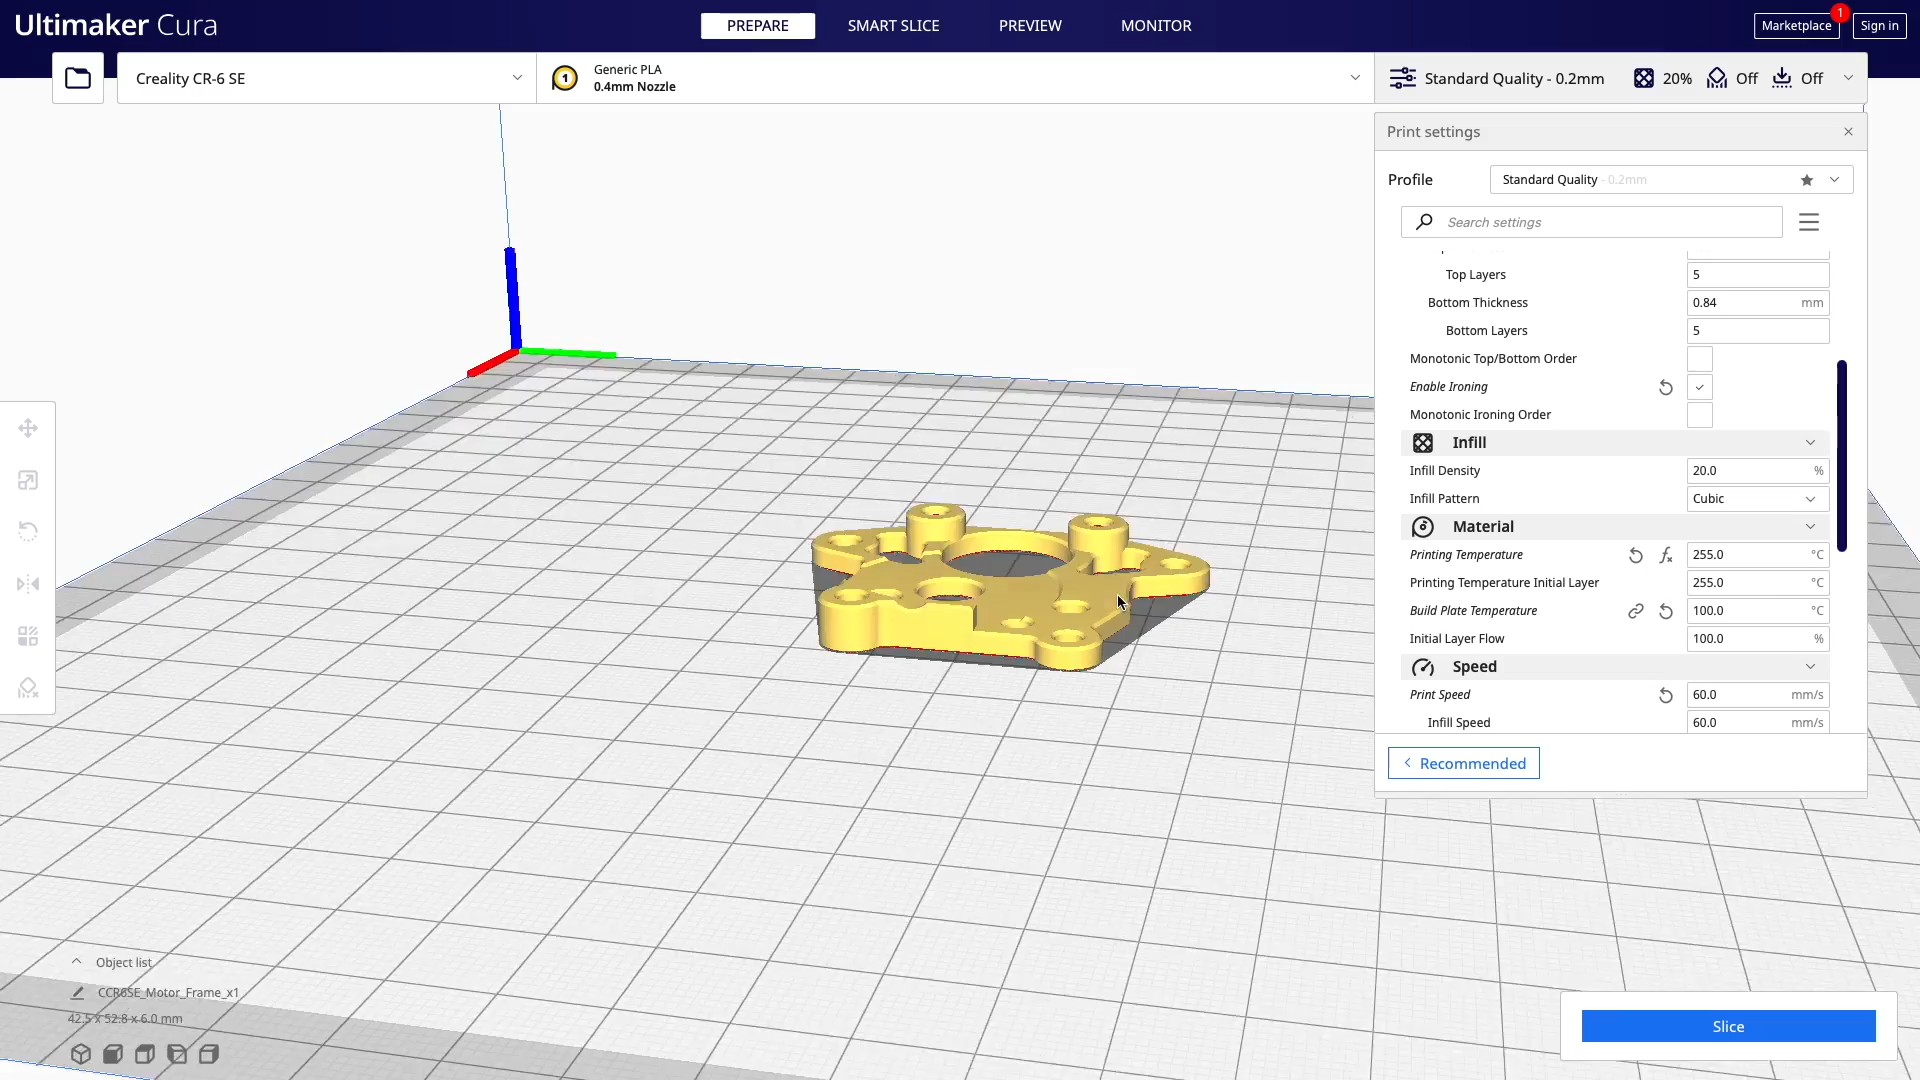 Ultimaker Cura
PREPARE
SMART SLICE
PREVIEW
MONITOR
Marketplace
1
Sign in
Creality CR-6 SE
1
Generic PLA
0.4mm Nozzle
Standard Quality - 0.2mm
20%
Off
Off
Print settings
Profile
Standard Quality - 0.2mm
Search settings
Top Layers
5
Bottom Thickness
0.84 mm
Bottom Layers
5
Monotonic Top/Bottom Order
Enable Ironing
Monotonic Ironing Order
Infill
Infill Density
20.0 %
Infill Pattern
Cubic
Material
Printing Temperature
255.0 °C
Printing Temperature Initial Layer
255.0 °C
Build Plate Temperature
100.0 °C
Initial Layer Flow
100.0 %
Speed
Print Speed
60.0 mm/s
Infill Speed
60.0 mm/s
Recommended
Object list
CCR6SE_Motor_Frame_x1
42.5 x 52.8 x 6.0 mm
Slice